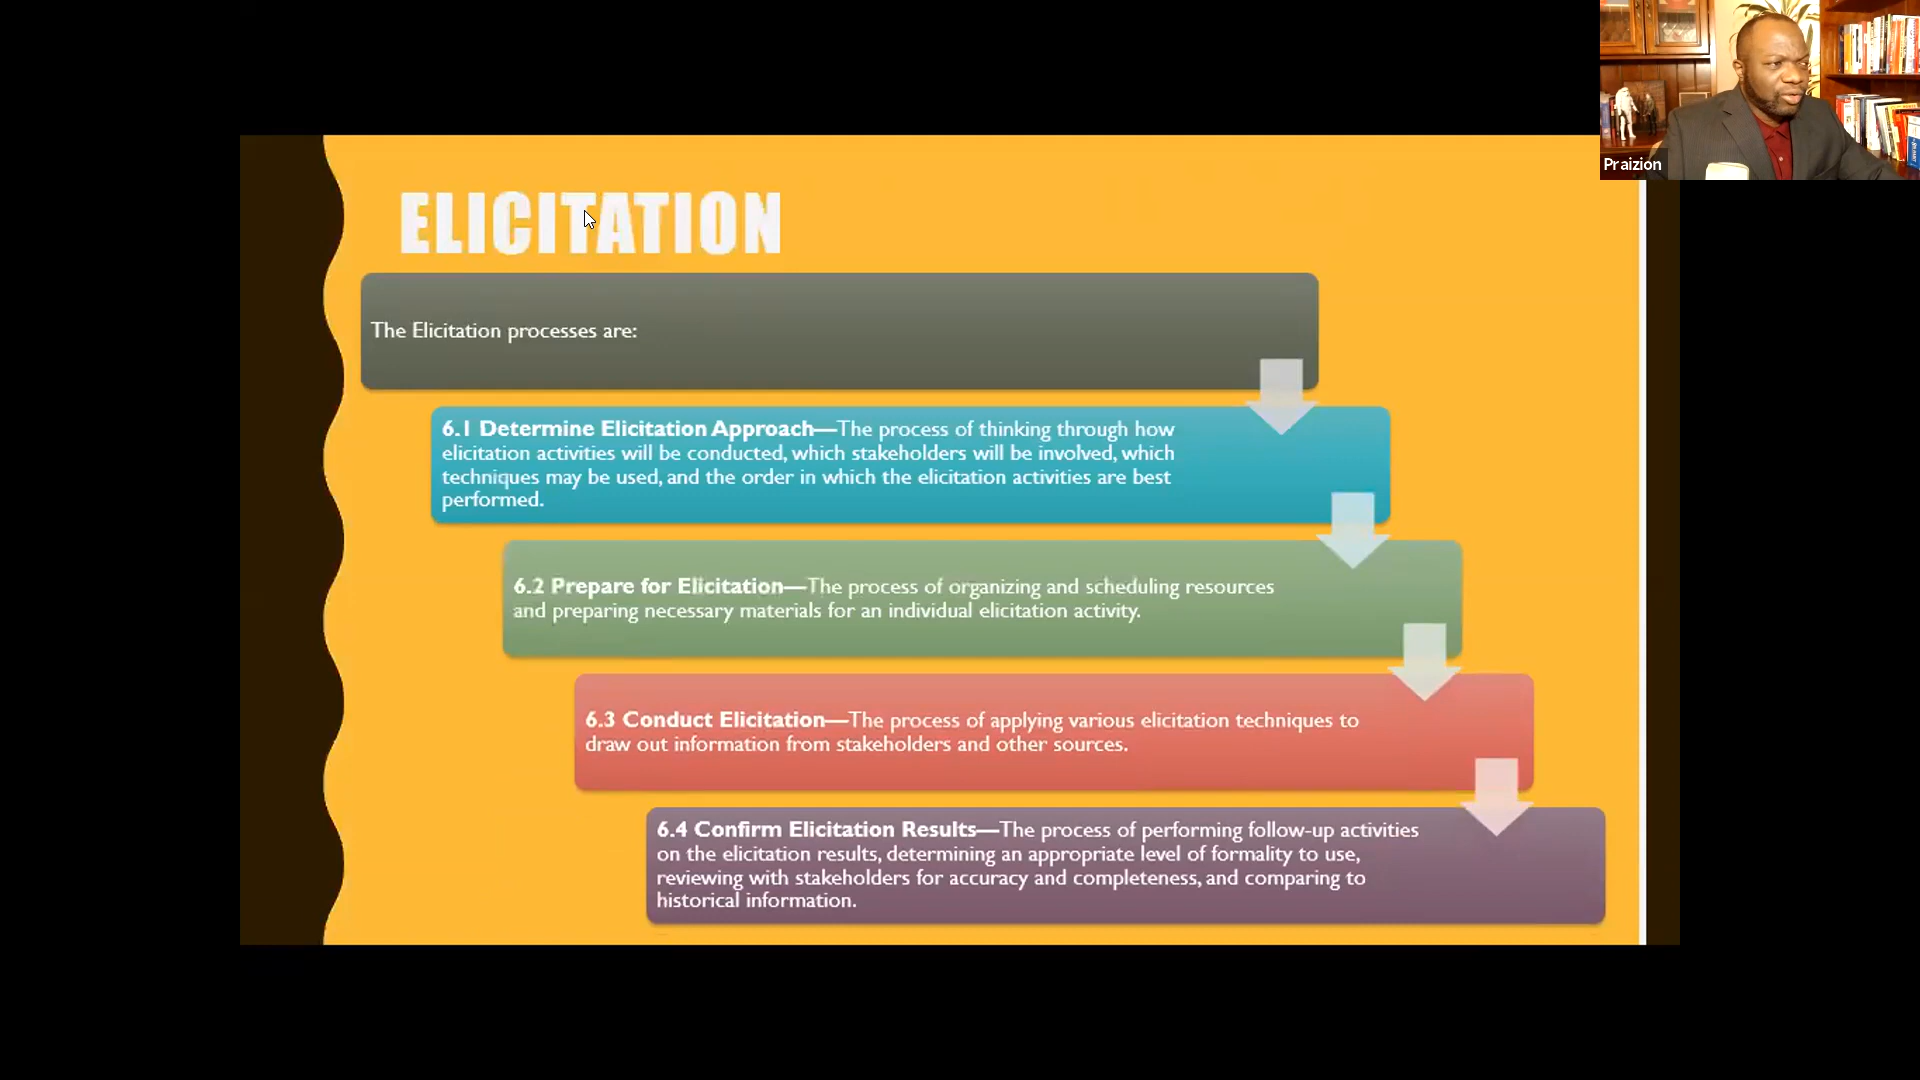 Praizion
ELICITATION
The Elicitation processes are:
6.1 Determine Elicitation Approach—The process of thinking through how
elicitation activities will be conducted, which stakeholders will be involved, which
techniques may be used, and the order in which the elicitation activities are best
performed.
6.2 Prepare for Elicitation—The process of organizing and scheduling resources
and preparing necessary materials for an individual elicitation activity.
6.3 Conduct Elicitation—The process of applying various elicitation techniques to
draw out information from stakeholders and other sources.
6.4 Confirm Elicitation Results—The process of performing follow-up activities
on the elicitation results, determining an appropriate level of formality to use,
reviewing with stakeholders for accuracy and completeness, and comparing to
historical information.